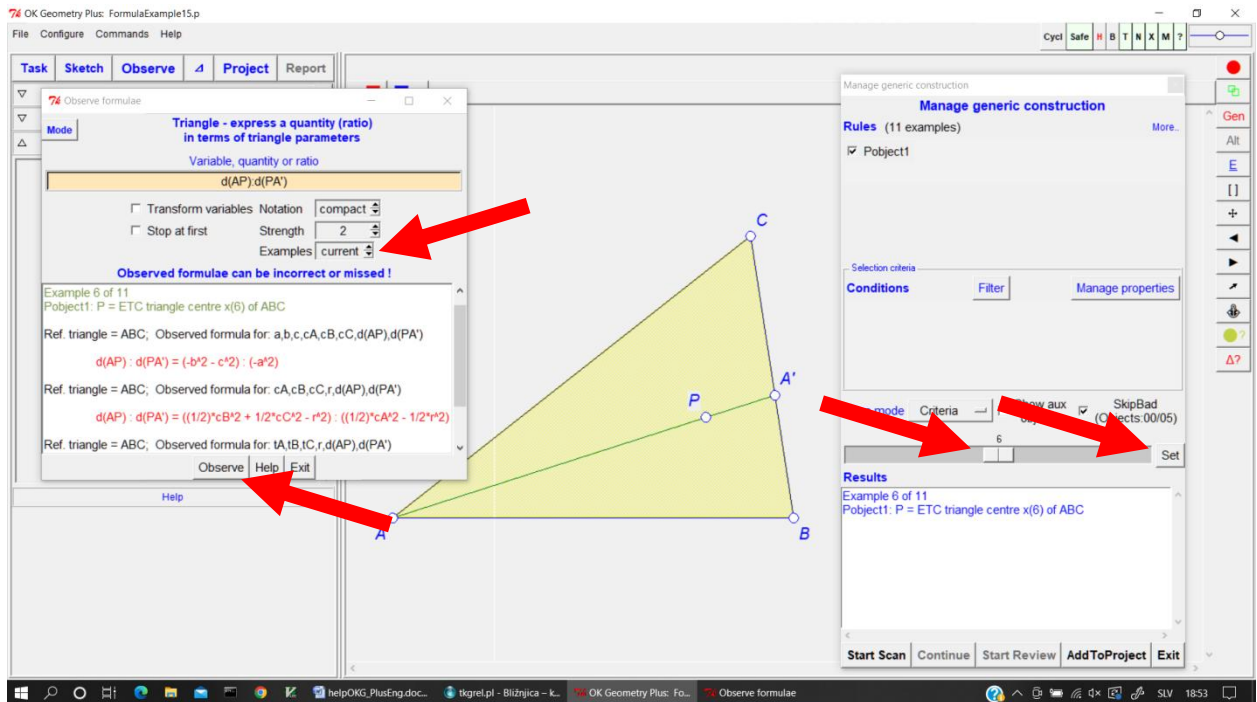 OK Geometry Plus: FormulaExample15.p
File Configure Commands Help
Cycl Safe H B T N X M ?
Task Sketch Observe ⊿ Project Report
Observe formulae
Mode
Triangle - express a quantity (ratio)
in terms of triangle parameters
Variable, quantity or ratio
d(AP):d(PA')
Transform variables Notation compact
Stop at first Strength 2
Examples current
Observed formulae can be incorrect or missed !
Example 6 of 11
Pobject1: P = ETC triangle centre x(6) of ABC
Ref. triangle = ABC; Observed formula for: a,b,c,cA,cB,cC,d(AP),d(PA')
d(AP) : d(PA') = (-b^2 - c^2) : (-a^2)
Ref. triangle = ABC; Observed formula for: cA,cB,cC,r,d(AP),d(PA')
d(AP) : d(PA') = ((1/2)*cB^2 + 1/2*cC^2 - r^2) : ((1/2)*cA^2 - 1/2*r^2)
Ref. triangle = ABC; Observed formula for: tA,tB,tC,r,d(AP),d(PA')
Observe Help Exit
Help
C
A'
P
A
B
Manage generic construction
Manage generic construction
Rules (11 examples) More..
Pobject1
Selection criteria
Conditions Filter Manage properties
mode Criteria Show aux SkipBad
(Objects:00/05)
6
Set
Results
Example 6 of 11
Pobject1: P = ETC triangle centre x(6) of ABC
Start Scan Continue Start Review AddToProject Exit
Gen
Alt
E
[ ]
?
Δ?
helpOKG_PlusEng.doc... tkgrel.pl - Bližnjica – k... OK Geometry Plus: Fo... Observe formulae SLV 18:53